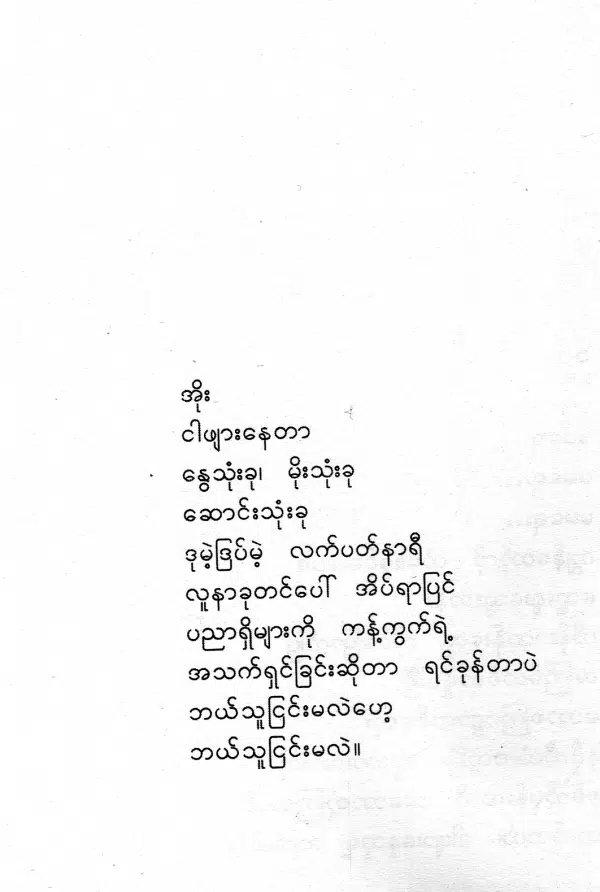 အိုး
ငါဖျားနေတာ
နွေသုံးခု၊ မိုးသုံးခု
ဆောင်းသုံးခု
ဒုမဲ့ဒြပ်မဲ့ လက်ပတ်နာရီ
လူနာခုတင်ပေါ် အိပ်ရာပြင်
ပညာရှိများကို ကန့်ကွက်ရဲ့
အသက်ရှင်ခြင်းဆိုတာ ရင်ခုန်တာပဲ
ဘယ်သူငြင်းမလဲဟေ့
ဘယ်သူငြင်းမလဲ။